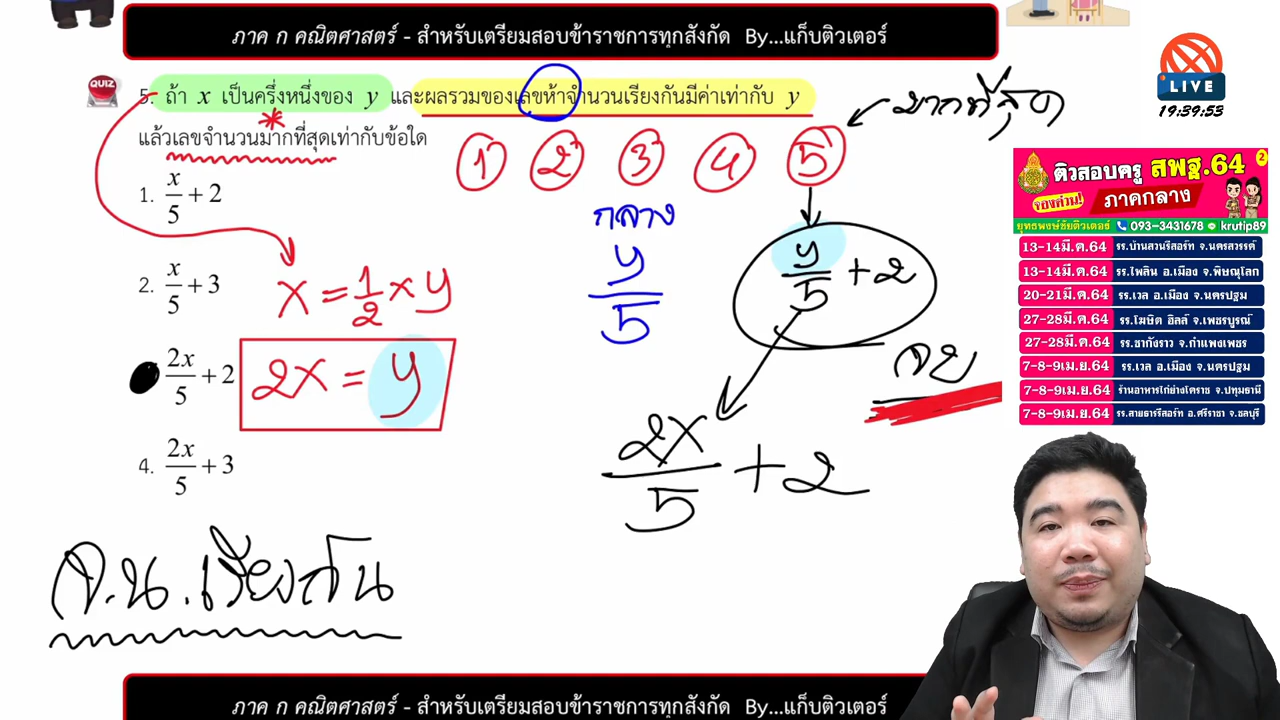 ภาค ก คณิตศาสตร์ - สำหรับเตรียมสอบข้าราชการทุกสังกัด By...แก็บติวเตอร์
QUIZ
5. ถ้า x เป็นครึ่งหนึ่งของ y และผลรวมของเลขห้าจำนวนเรียงกันมีค่าเท่ากับ y
แล้วเลขจำนวนมากที่สุดเท่ากับข้อใด
มากที่สุด
1 2 3 4 5
1. x/5 + 2
2. x/5 + 3
2x/5 + 2
4. 2x/5 + 3
x = 1/2 × y
2x = y
กลาง
y/5
y/5 + 2
ตอบ
2x/5 + 2
จ.น.เรียงกัน
LIVE
19:39:53
ติวสอบครู สพฐ.64
2
จองด่วน! ภาคกลาง
ยุทธพงษ์ชัยติวเตอร์ 093-3431678 krutip89
13-14มี.ค.64 รร.บ้านสวนรีสอร์ท จ.นครสวรรค์
13-14มี.ค.64 รร.ไพลิน อ.เมือง จ.พิษณุโลก
20-21มี.ค.64 รร.เวล อ.เมือง จ.นครปฐม
27-28มี.ค.64 รร.โฆษิต ฮิลล์ จ.เพชรบูรณ์
27-28มี.ค.64 รร.ชากังราว จ.กำแพงเพชร
7-8-9เม.ย.64 รร.เวล อ.เมือง จ.นครปฐม
7-8-9เม.ย.64 ร้านอาหารไก่ย่างโคราช จ.ปทุมธานี
7-8-9เม.ย.64 รร.สายธารรีสอร์ท อ.ศรีราชา จ.ชลบุรี
ภาค ก คณิตศาสตร์ - สำหรับเตรียมสอบข้าราชการทุกสังกัด By...แก็บติวเตอร์